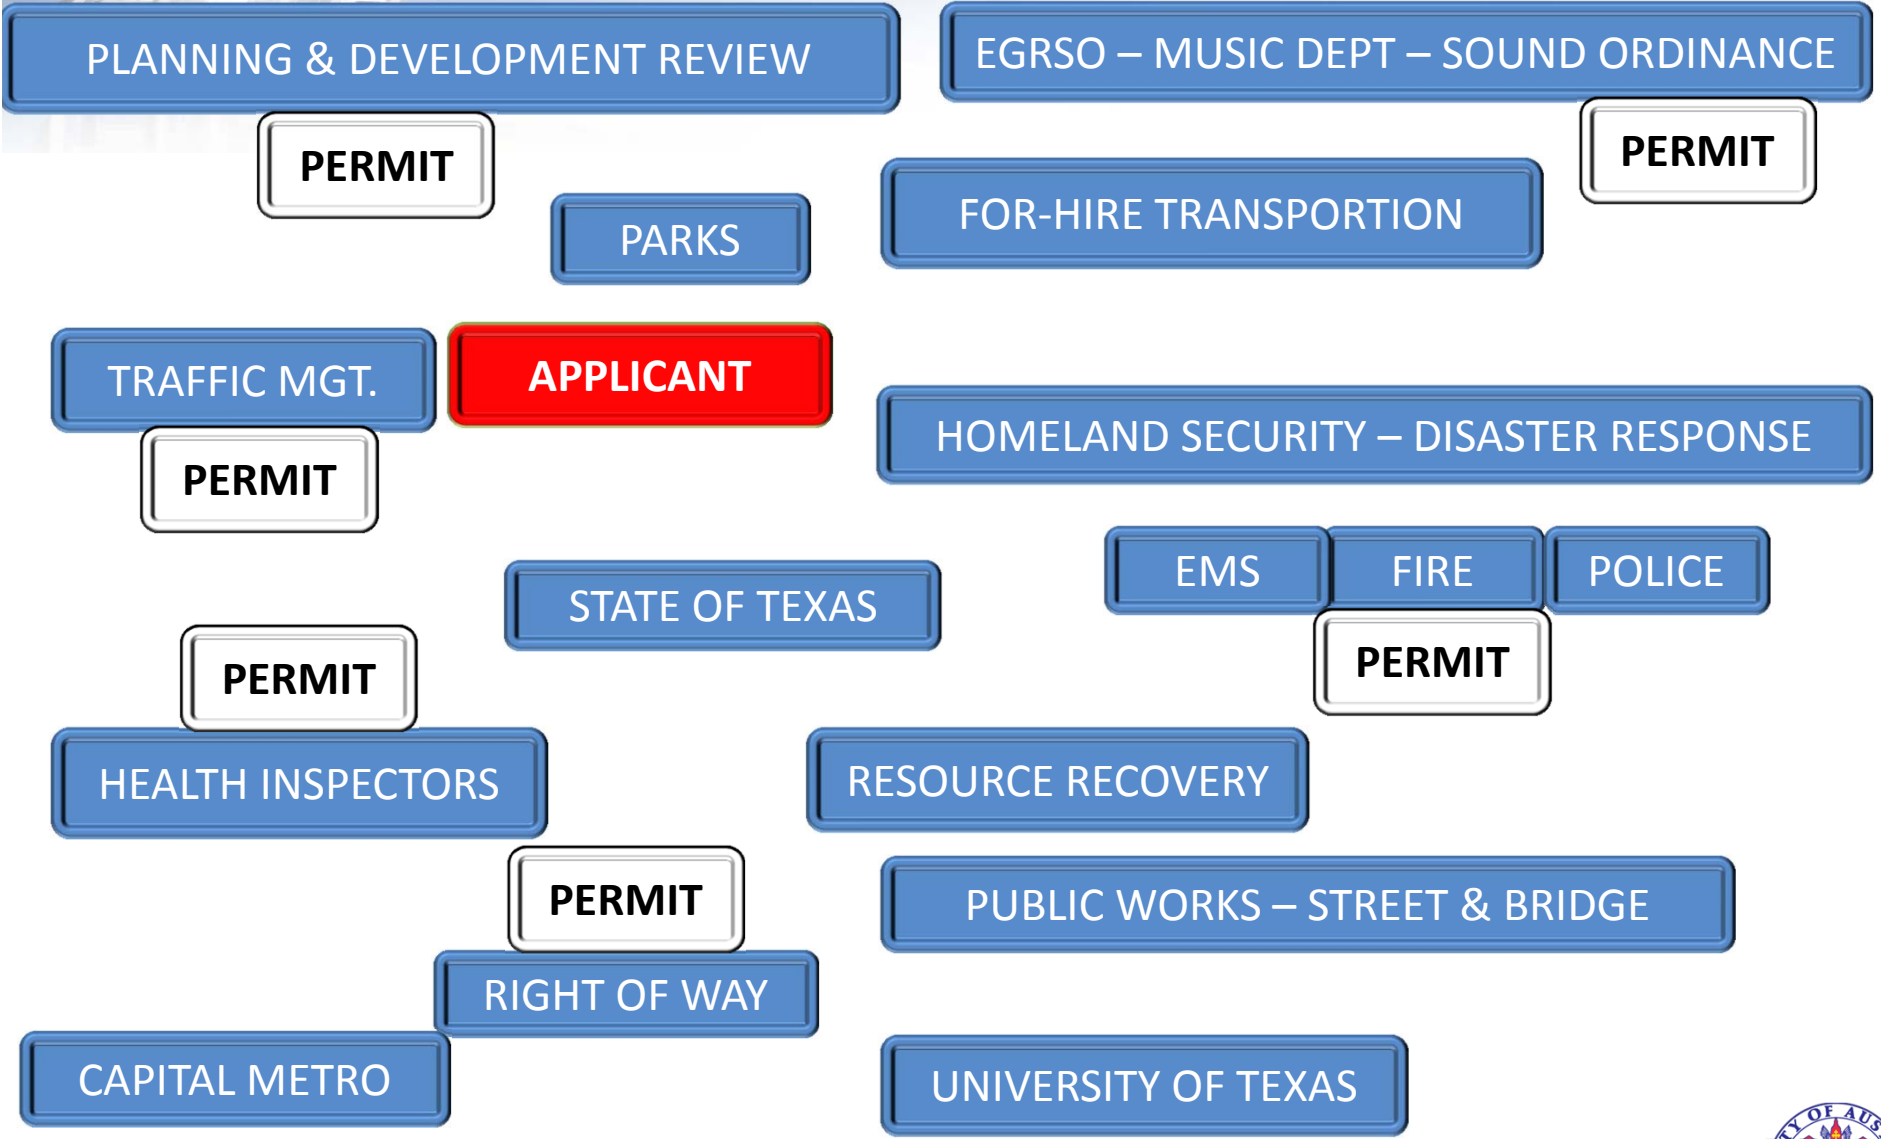 PLANNING & DEVELOPMENT REVIEW
EGRSO – MUSIC DEPT – SOUND ORDINANCE
PERMIT
PERMIT
PARKS
FOR-HIRE TRANSPORTION
TRAFFIC MGT.
APPLICANT
PERMIT
HOMELAND SECURITY – DISASTER RESPONSE
EMS
FIRE
POLICE
STATE OF TEXAS
PERMIT
PERMIT
HEALTH INSPECTORS
RESOURCE RECOVERY
PERMIT
PUBLIC WORKS – STREET & BRIDGE
RIGHT OF WAY
CAPITAL METRO
UNIVERSITY OF TEXAS
OF